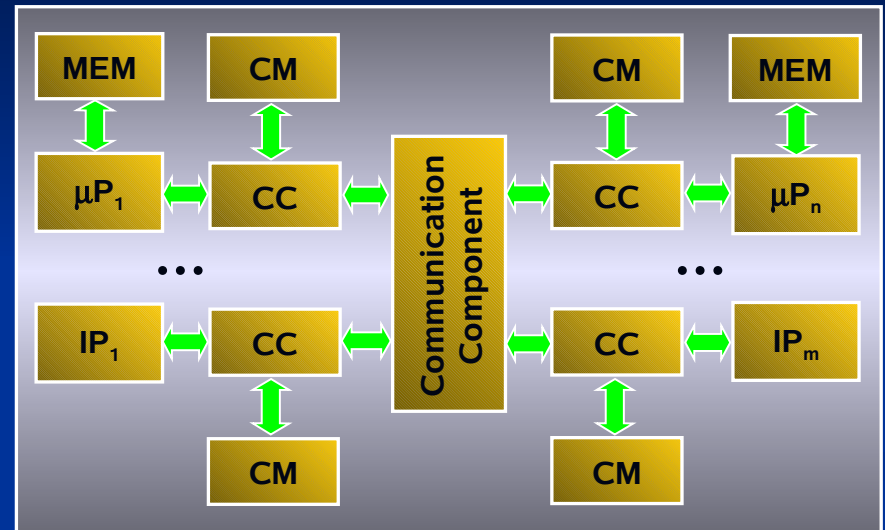 MEM CM CM MEM
μP₁ CC CC μPₙ
Communication
Component
... ...
IP₁ CC CC IPₘ
CM CM